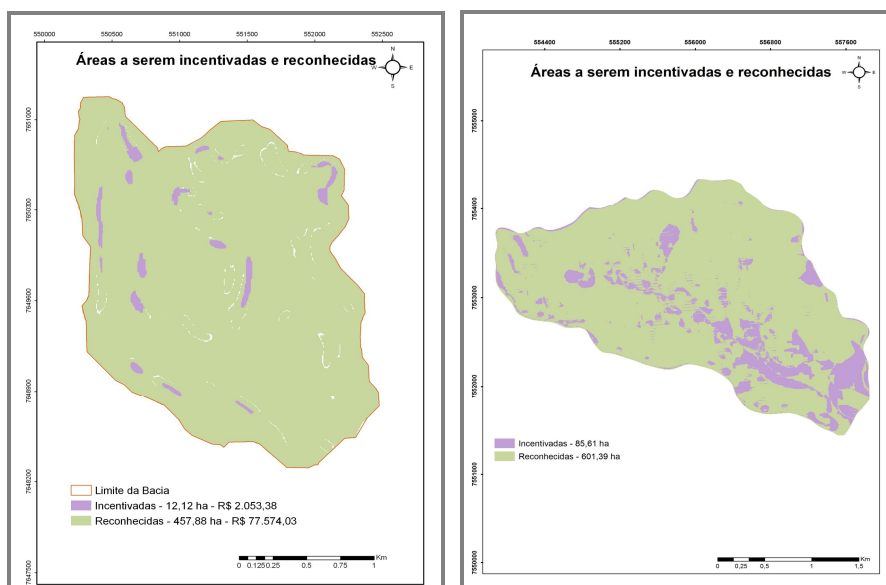 550000 550500 551000 551500 552000 552500
Áreas a serem incentivadas e reconhecidas
N
W E
S
7651000
7650300
7649600
7648900
7648200
7647500
Limite da Bacia
Incentivadas - 12,12 ha - R$ 2.053,38
Reconhecidas - 457,88 ha - R$ 77.574,03
Km
0 0.125 0.25 0.5 0.75 1
554400 555200 556000 556800 557600
Áreas a serem incentivadas e reconhecidas
N
W E
S
7555000
7554000
7553000
7552000
7551000
7550000
Incentivadas - 85,61 ha
Reconhecidas - 601,39 ha
Km
0 0,25 0,5 1 1,5